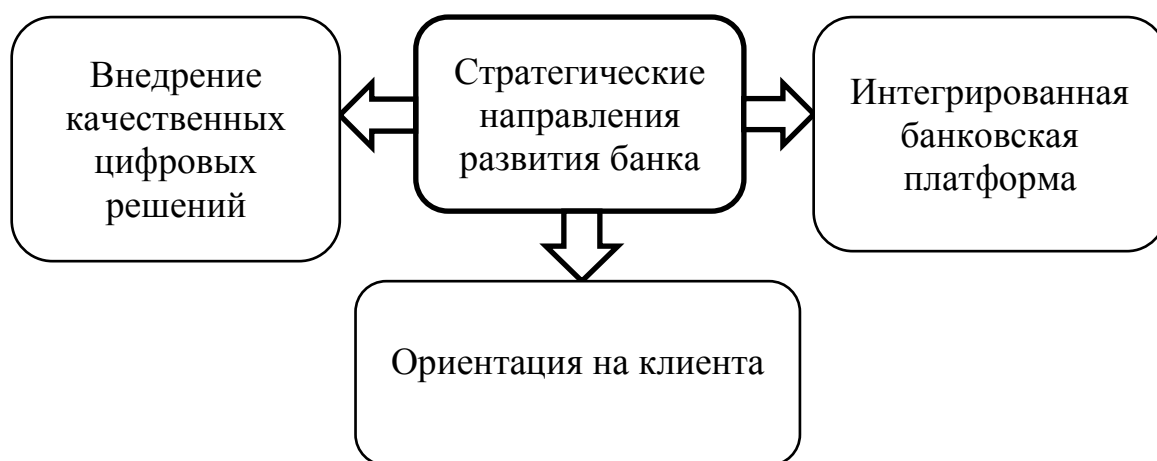 Внедрение
качественных
цифровых
решений
Стратегические
направления
развития банка
Интегрированная
банковская
платформа
Ориентация на клиента